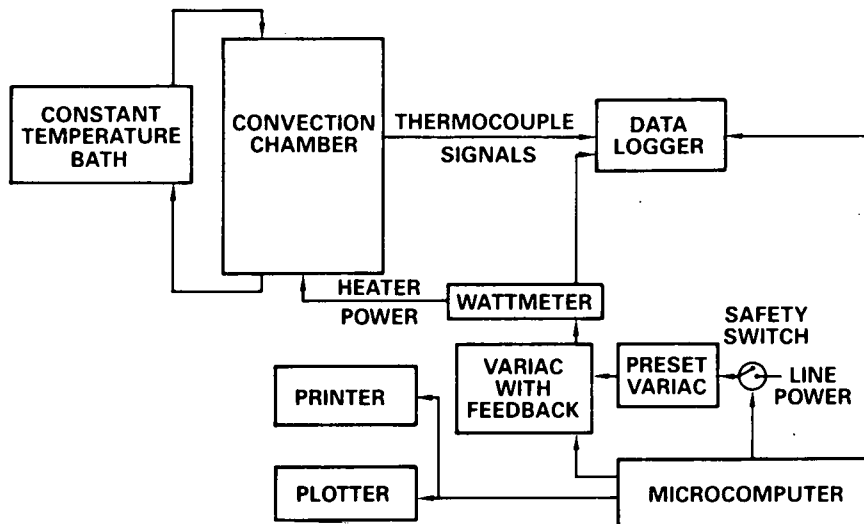 CONSTANT
TEMPERATURE
BATH
CONVECTION
CHAMBER
THERMOCOUPLE
SIGNALS
DATA
LOGGER
HEATER
POWER
WATTMETER
SAFETY
SWITCH
VARIAC
WITH
FEEDBACK
PRESET
VARIAC
LINE
POWER
PRINTER
PLOTTER
MICROCOMPUTER